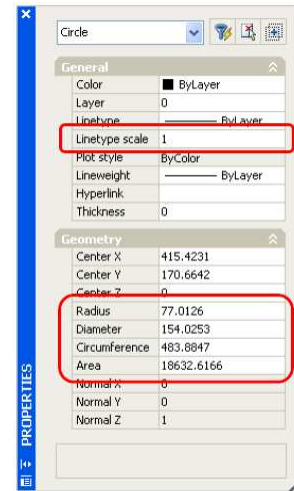 Circle
General
Color ByLayer
Layer 0
Linetype ByLayer
Linetype scale 1
Plot style ByColor
Lineweight ByLayer
Hyperlink
Thickness 0
Geometry
Center X 415.4231
Center Y 170.6642
Center Z 0
Radius 77.0126
Diameter 154.0253
Circumference 483.8847
Area 18632.6166
Normal X 0
Normal Y 0
Normal Z 1
PROPERTIES